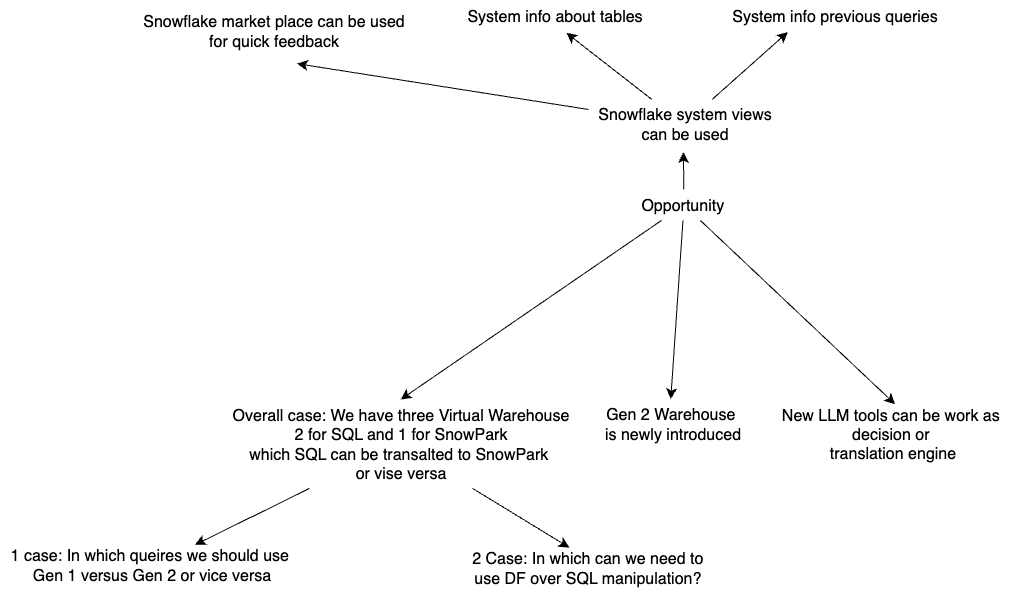 Snowflake market place can be used
for quick feedback
System info about tables
System info previous queries
Snowflake system views
can be used
Opportunity
Overall case: We have three Virtual Warehouse
2 for SQL and 1 for SnowPark
which SQL can be transalted to SnowPark
or vise versa
Gen 2 Warehouse
is newly introduced
New LLM tools can be work as
decision or
translation engine
1 case: In which queires we should use
Gen 1 versus Gen 2 or vice versa
2 Case: In which can we need to
use DF over SQL manipulation?